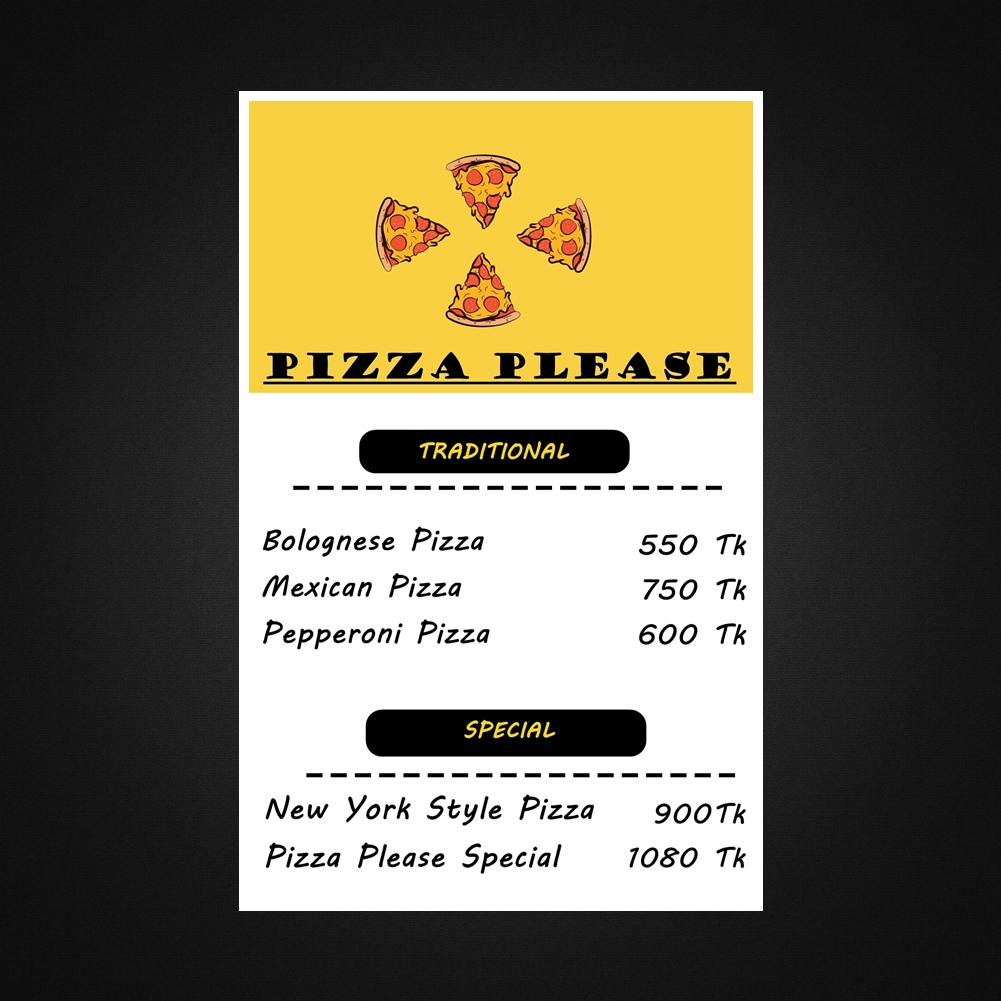 PIZZA PLEASE
TRADITIONAL
Bolognese Pizza 550 Tk
Mexican Pizza 750 Tk
Pepperoni Pizza 600 Tk
SPECIAL
New York Style Pizza 900Tk
Pizza Please Special 1080 Tk